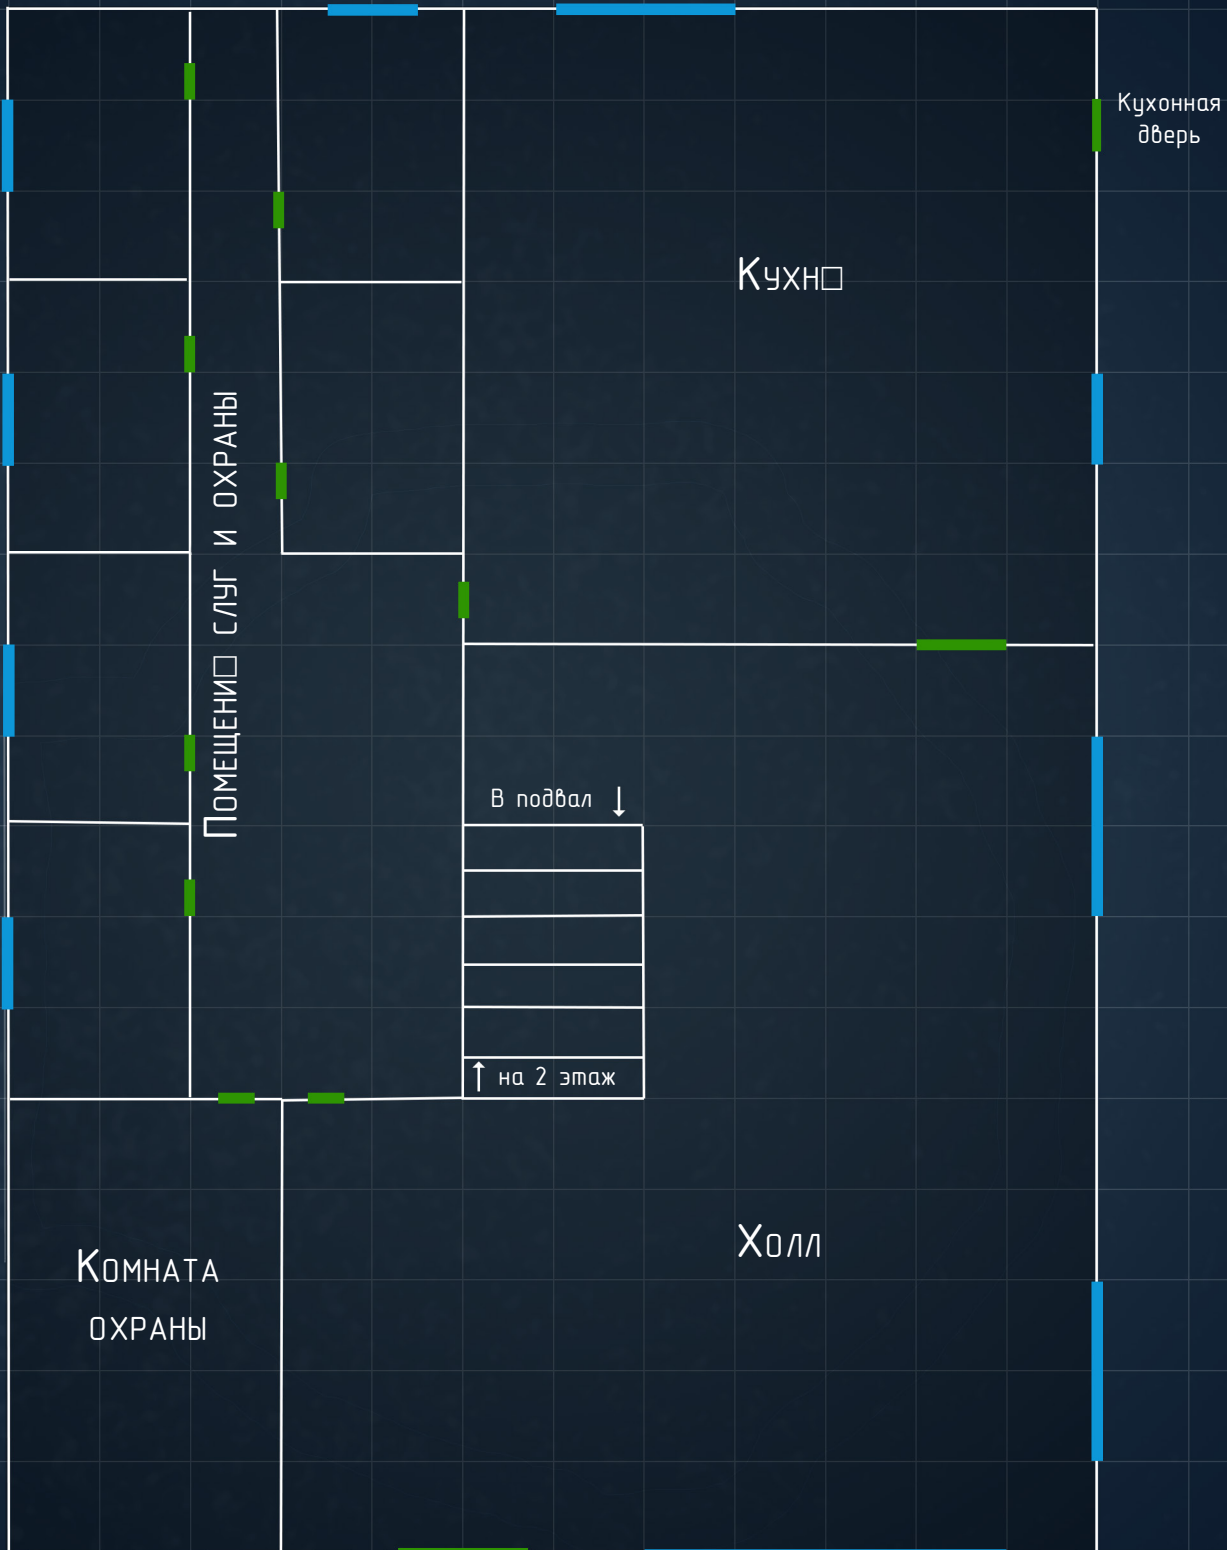 Кухонная
дверь
Кухн□
Помещени□ слуг и охраны
В подвал ↓
↑ на 2 этаж
Холл
Комната
охраны